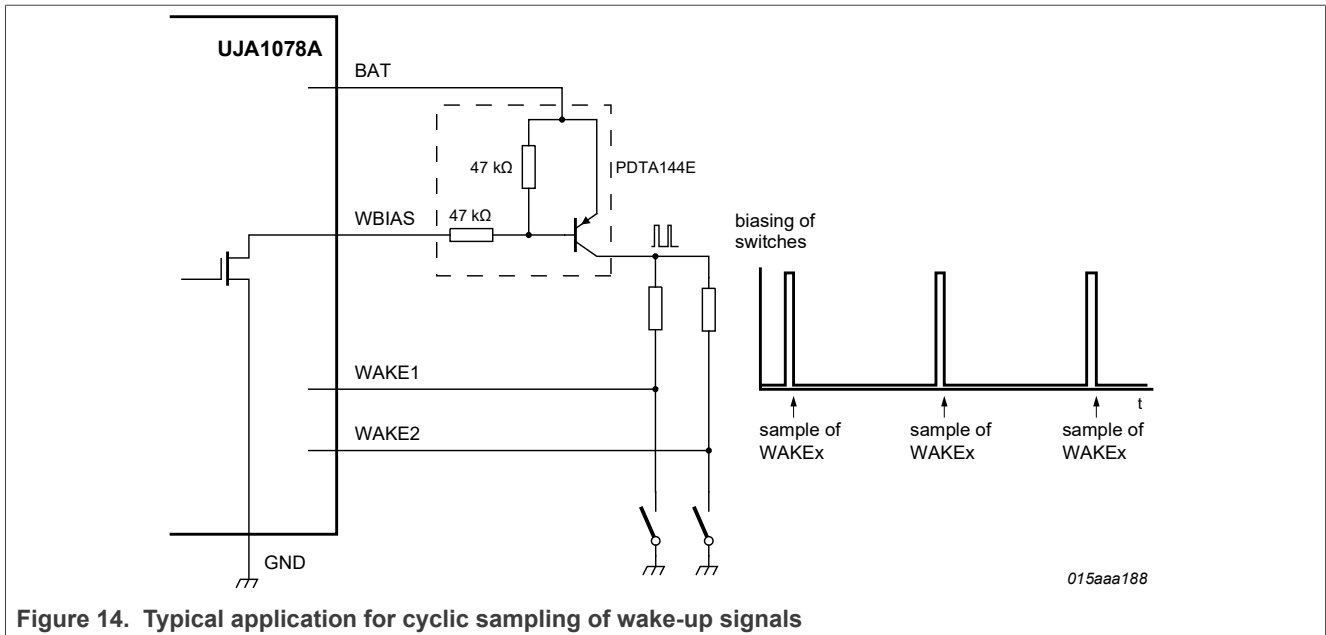 UJA1078A
BAT
47 kΩ
PDTA144E
WBIAS
47 kΩ
biasing of
switches
WAKE1
t
sample of
WAKEx
sample of
WAKEx
sample of
WAKEx
WAKE2
GND
015aaa188
Figure 14. Typical application for cyclic sampling of wake-up signals